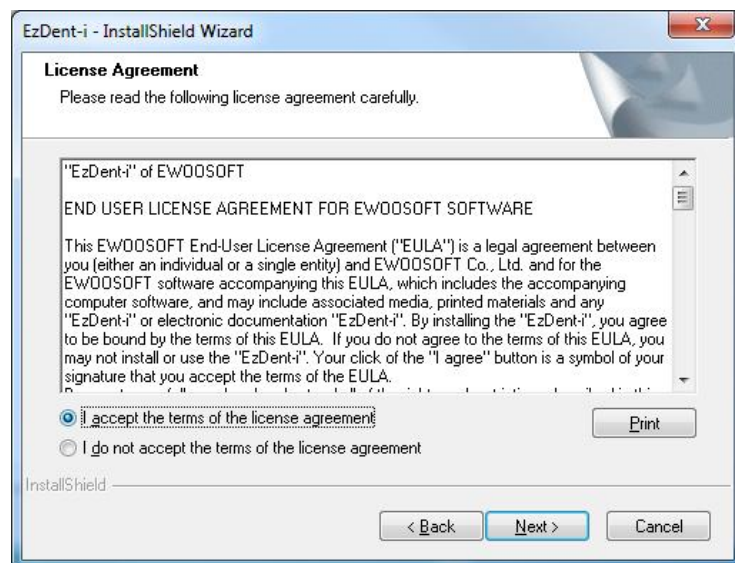 EzDent-i - InstallShield Wizard
License Agreement
Please read the following license agreement carefully.
"EzDent-i" of EWOOSOFT
END USER LICENSE AGREEMENT FOR EWOOSOFT SOFTWARE
This EWOOSOFT End-User License Agreement ("EULA") is a legal agreement between
you (either an individual or a single entity) and EWOOSOFT Co., Ltd. and for the
EWOOSOFT software accompanying this EULA, which includes the accompanying
computer software, and may include associated media, printed materials and any
"EzDent-i" or electronic documentation "EzDent-i". By installing the "EzDent-i", you agree
to be bound by the terms of this EULA. If you do not agree to the terms of this EULA, you
may not install or use the "EzDent-i". Your click of the "I agree" button is a symbol of your
signature that you accept the terms of the EULA.
I accept the terms of the license agreement
Print
I do not accept the terms of the license agreement
InstallShield
< Back
Next >
Cancel